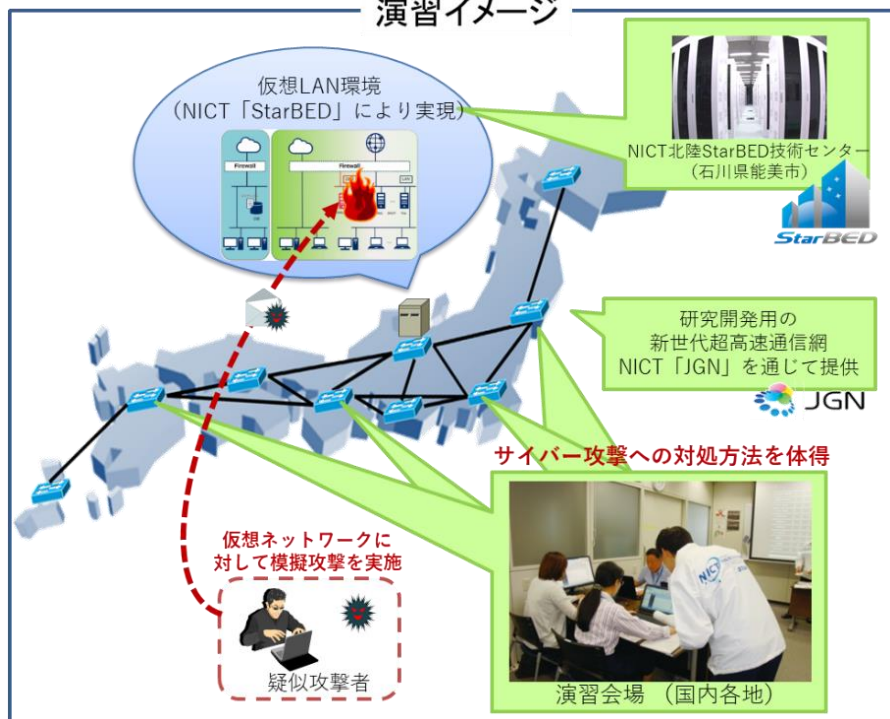 演習イメージ
仮想LAN環境
(NICT「StarBED」により実現)
Firewall
Firewall
NICT北陸StarBED技術センター
(石川県能美市)
StarBED
研究開発用の
新世代超高速通信網
NICT「JGN」を通じて提供
JGN
サイバー攻撃への対処方法を体得
仮想ネットワークに
対して模擬攻撃を実施
疑似攻撃者
NICT
演習会場 (国内各地)